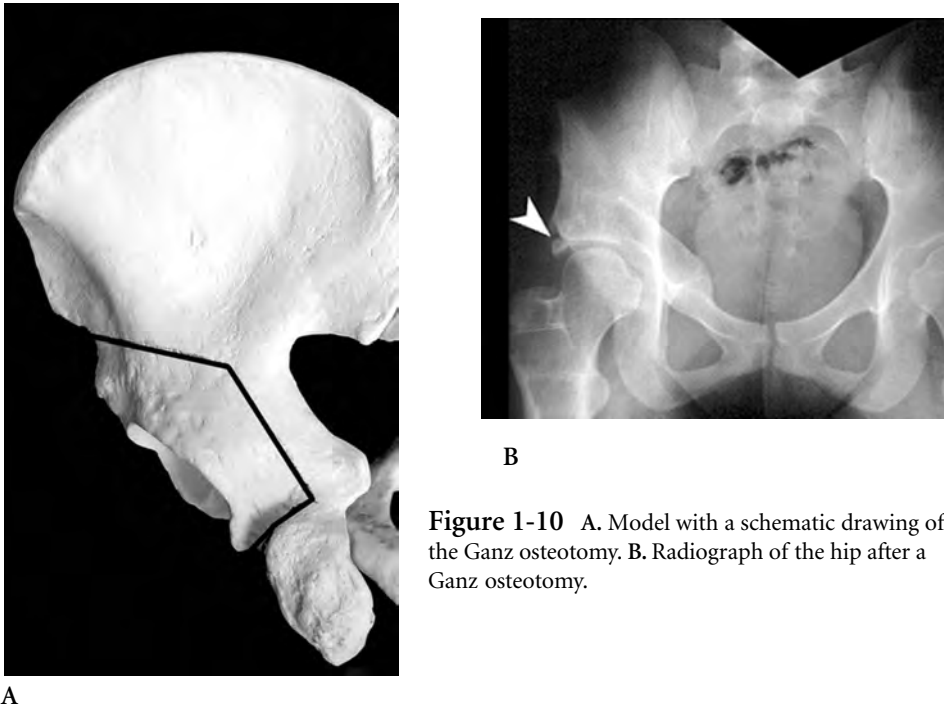 B
Figure 1-10 A. Model with a schematic drawing of
the Ganz osteotomy. B. Radiograph of the hip after a
Ganz osteotomy.
A